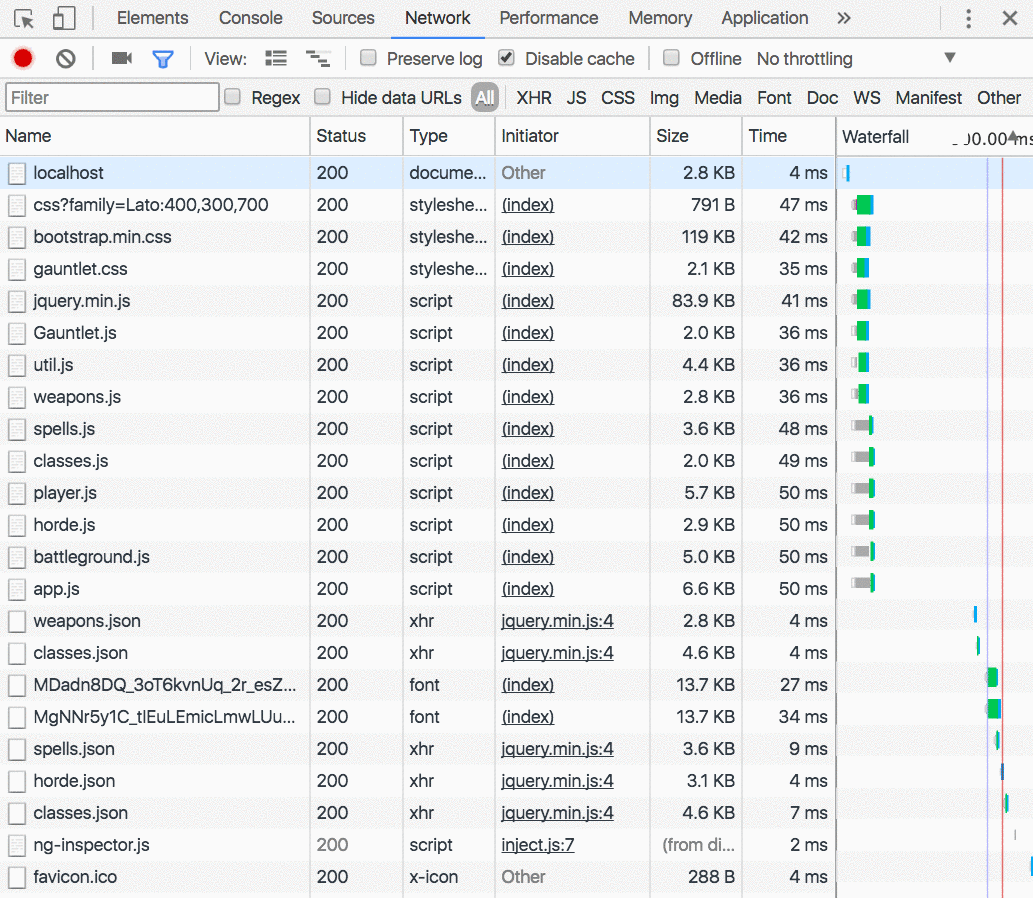 Elements Console Sources Network Performance Memory Application »
View: Preserve log Disable cache Offline No throttling
Filter Regex Hide data URLs All XHR JS CSS Img Media Font Doc WS Manifest Other
Name Status Type Initiator Size Time Waterfall 00.00 ms
localhost 200 docume... Other 2.8 KB 4 ms
css?family=Lato:400,300,700 200 styleshe... (index) 791 B 47 ms
bootstrap.min.css 200 styleshe... (index) 119 KB 42 ms
gauntlet.css 200 styleshe... (index) 2.1 KB 35 ms
jquery.min.js 200 script (index) 83.9 KB 41 ms
Gauntlet.js 200 script (index) 2.0 KB 36 ms
util.js 200 script (index) 4.4 KB 36 ms
weapons.js 200 script (index) 2.8 KB 36 ms
spells.js 200 script (index) 3.6 KB 48 ms
classes.js 200 script (index) 2.0 KB 49 ms
player.js 200 script (index) 5.7 KB 50 ms
horde.js 200 script (index) 2.9 KB 50 ms
battleground.js 200 script (index) 5.0 KB 50 ms
app.js 200 script (index) 6.6 KB 50 ms
weapons.json 200 xhr jquery.min.js:4 2.8 KB 4 ms
classes.json 200 xhr jquery.min.js:4 4.6 KB 4 ms
MDadn8DQ_3oT6kvnUq_2r_esZ... 200 font (index) 13.7 KB 27 ms
MgNNr5y1C_tIEuLEmicLmwLUu... 200 font (index) 13.7 KB 34 ms
spells.json 200 xhr jquery.min.js:4 3.6 KB 9 ms
horde.json 200 xhr jquery.min.js:4 3.1 KB 4 ms
classes.json 200 xhr jquery.min.js:4 4.6 KB 7 ms
ng-inspector.js 200 script inject.js:7 (from di... 2 ms
favicon.ico 200 x-icon Other 288 B 4 ms